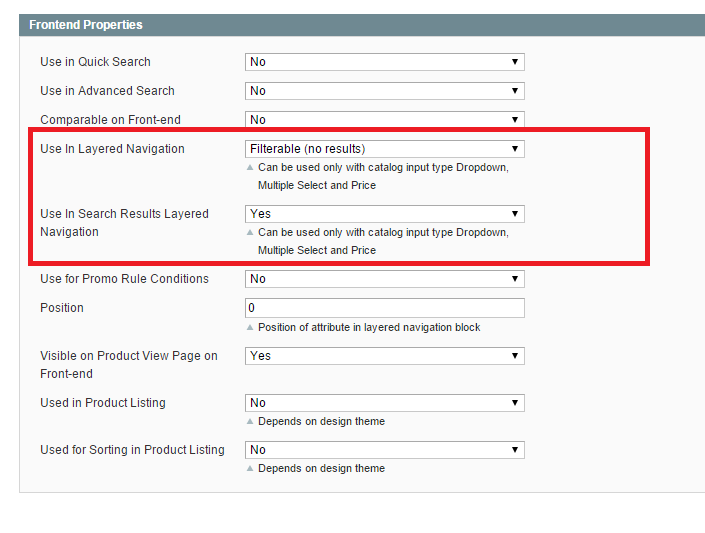 Frontend Properties
Use in Quick Search No
Use in Advanced Search No
Comparable on Front-end No
Use In Layered Navigation Filterable (no results)
Can be used only with catalog input type Dropdown,
Multiple Select and Price
Use In Search Results Layered Yes
Navigation Can be used only with catalog input type Dropdown,
Multiple Select and Price
Use for Promo Rule Conditions No
Position 0
Position of attribute in layered navigation block
Visible on Product View Page on Yes
Front-end
Used in Product Listing No
Depends on design theme
Used for Sorting in Product Listing No
Depends on design theme